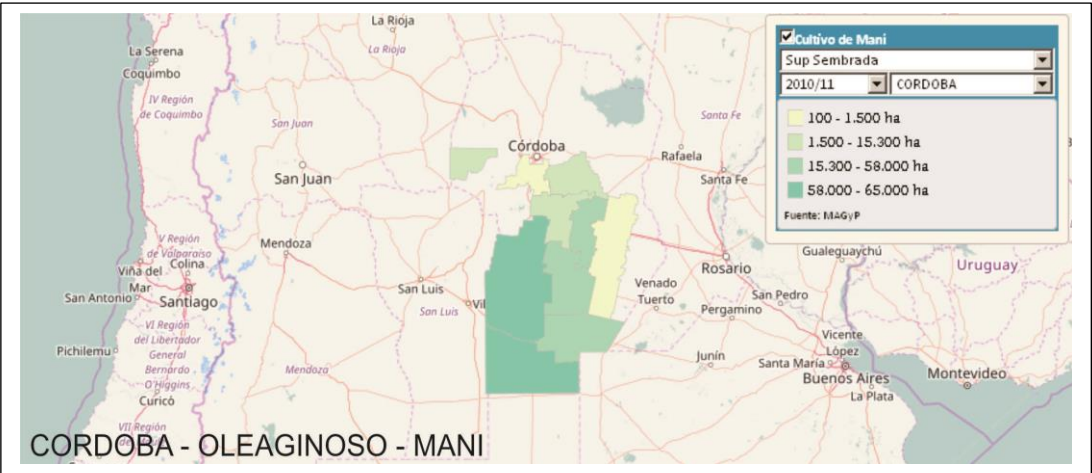 La Rioja
La Rioja
La Serena
Coquimbo
IV Región
de Coquimbo
San Juan
San Juan
Córdoba
Rafaela
Santa Fe
Santa Fe
Cultivo de Mani
Sup Sembrada
2010/11 CORDOBA
100 - 1.500 ha
1.500 - 15.300 ha
15.300 - 58.000 ha
58.000 - 65.000 ha
Fuente: MAGyP
V Región
de Valparaíso
Colina
Viña del
Mar
San Antonio
Santiago
Mendoza
San Luis
San Luis
Vil
Rosario
Gualeguaychú
Uruguay
Venado
Tuerto
San Pedro
Pergamino
VI Región
del Libertador
General
Bernardo
O'Higgins
Pichilemu
Curicó
Mendoza
Junín
Vicente
López
Santa María
Buenos Aires
La Plata
Montevideo
VII Región
CORDOBA - OLEAGINOSO - MANI